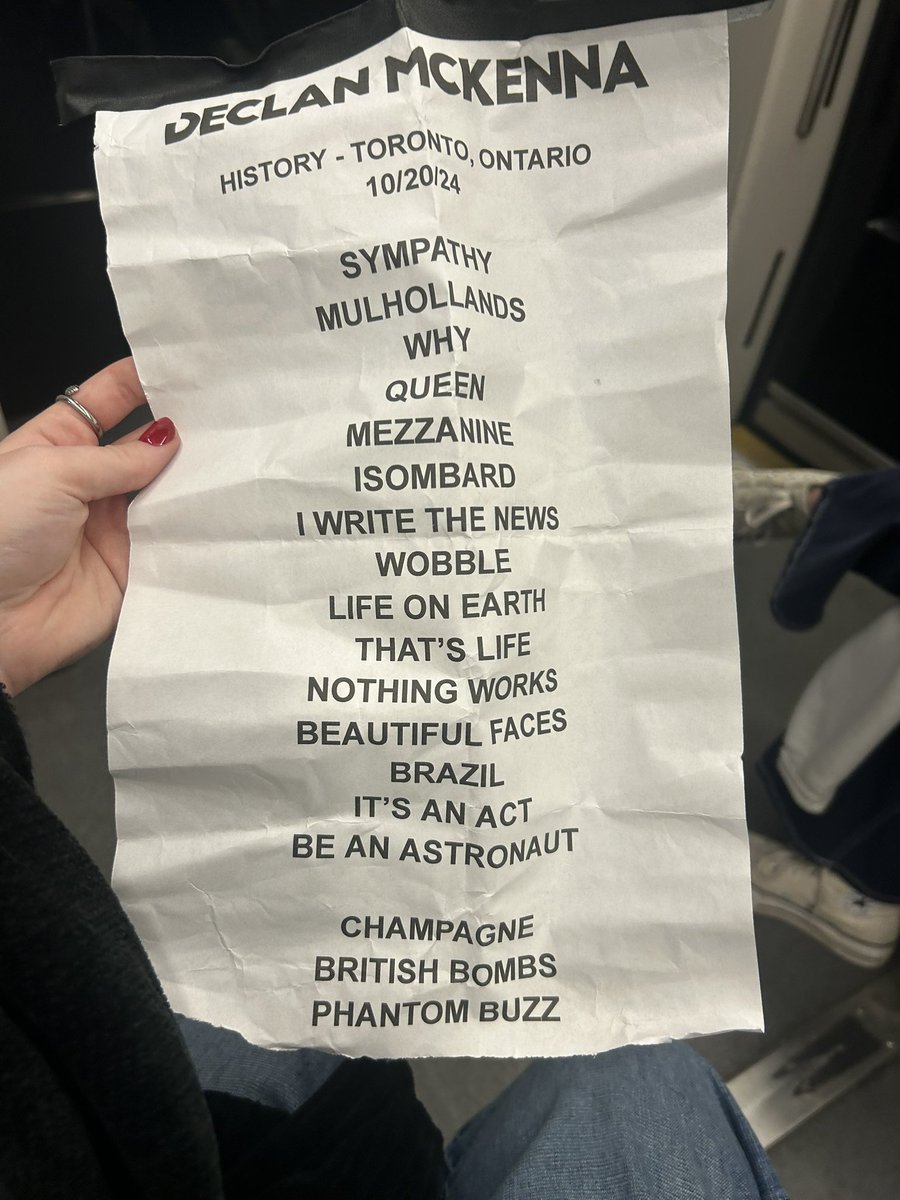 DECLAN MCKENNA
HISTORY - TORONTO, ONTARIO
10/20/24
SYMPATHY
MULHOLLANDS
WHY
QUEEN
MEZZANINE
ISOMBARD
I WRITE THE NEWS
WOBBLE
LIFE ON EARTH
THAT'S LIFE
NOTHING WORKS
BEAUTIFUL FACES
BRAZIL
IT'S AN ACT
BE AN ASTRONAUT
CHAMPAGNE
BRITISH BOMBS
PHANTOM BUZZ